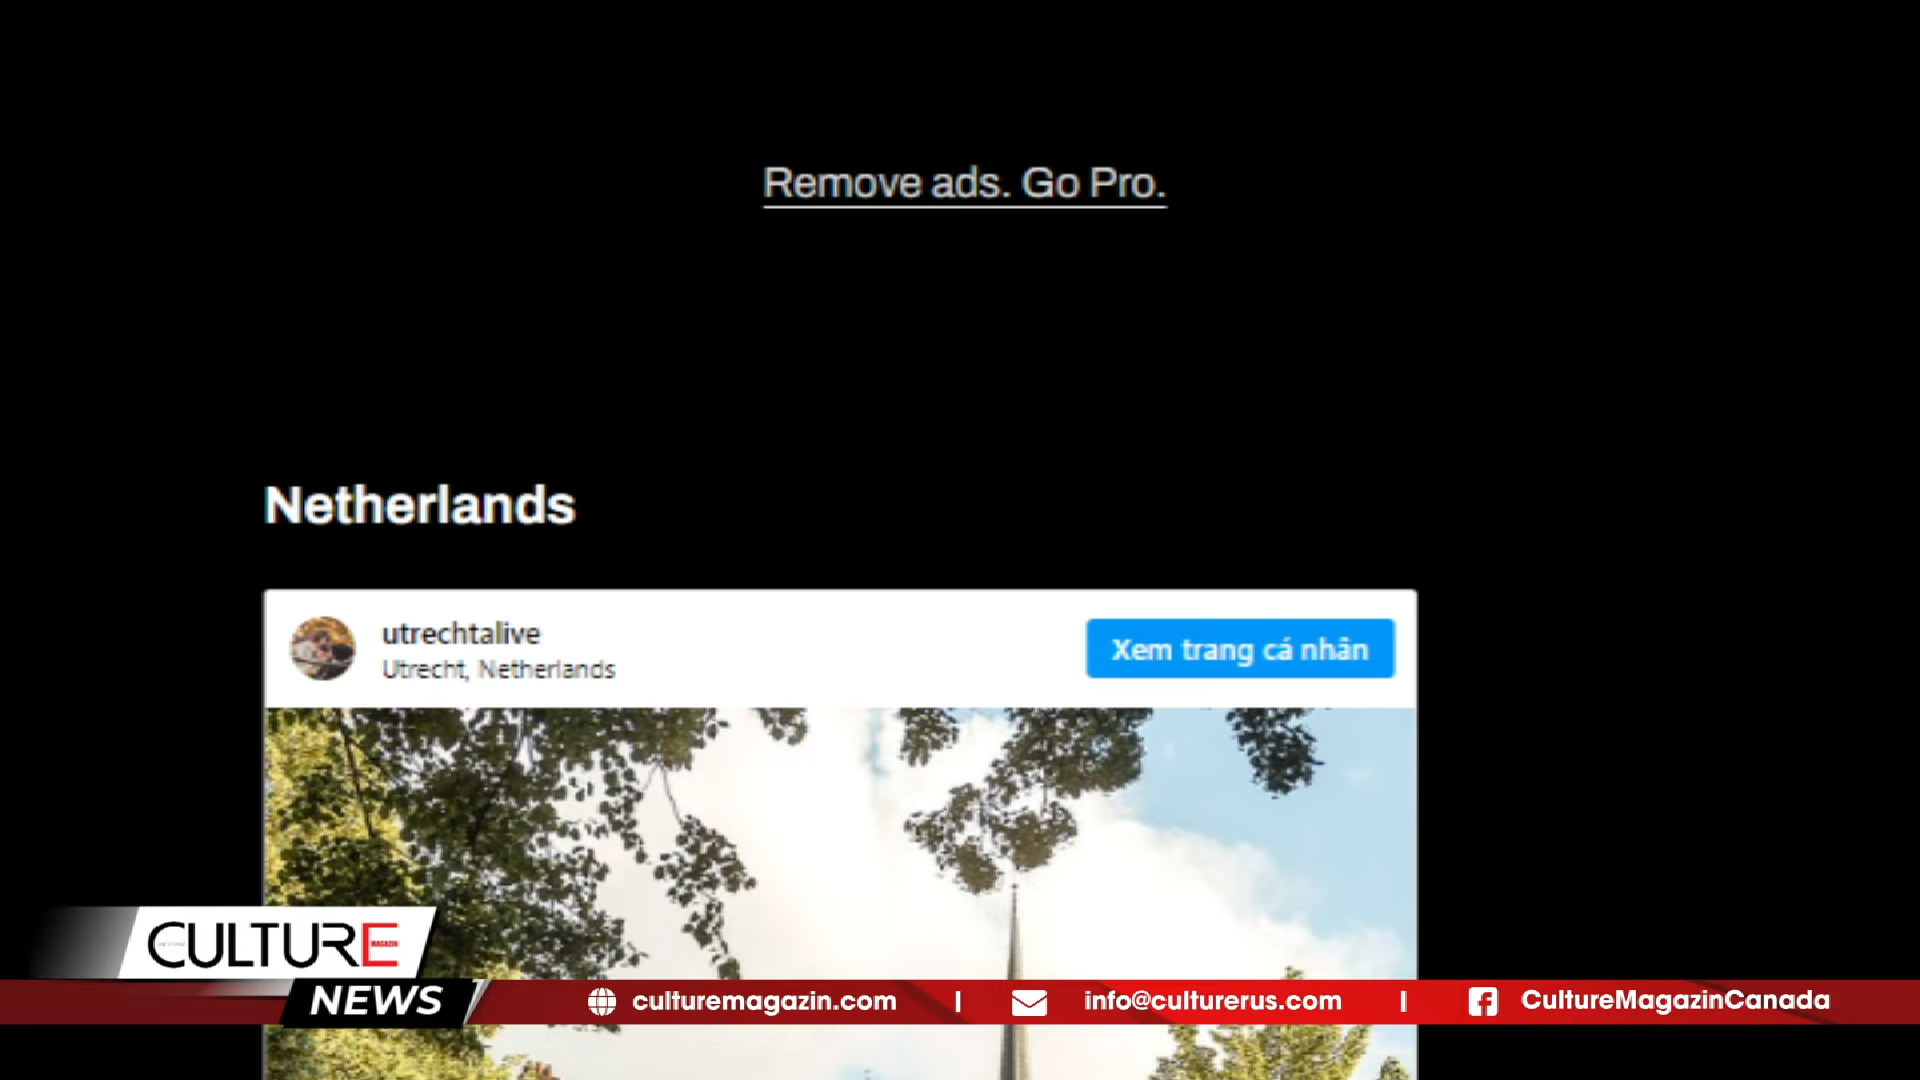 Remove ads. Go Pro.
Netherlands
utrechtalive
Utrecht, Netherlands
Xem trang cá nhân
CULTURE
MAGAZIN
NEWS
culturemagazin.com | info@culturerus.com | CultureMagazinCanada